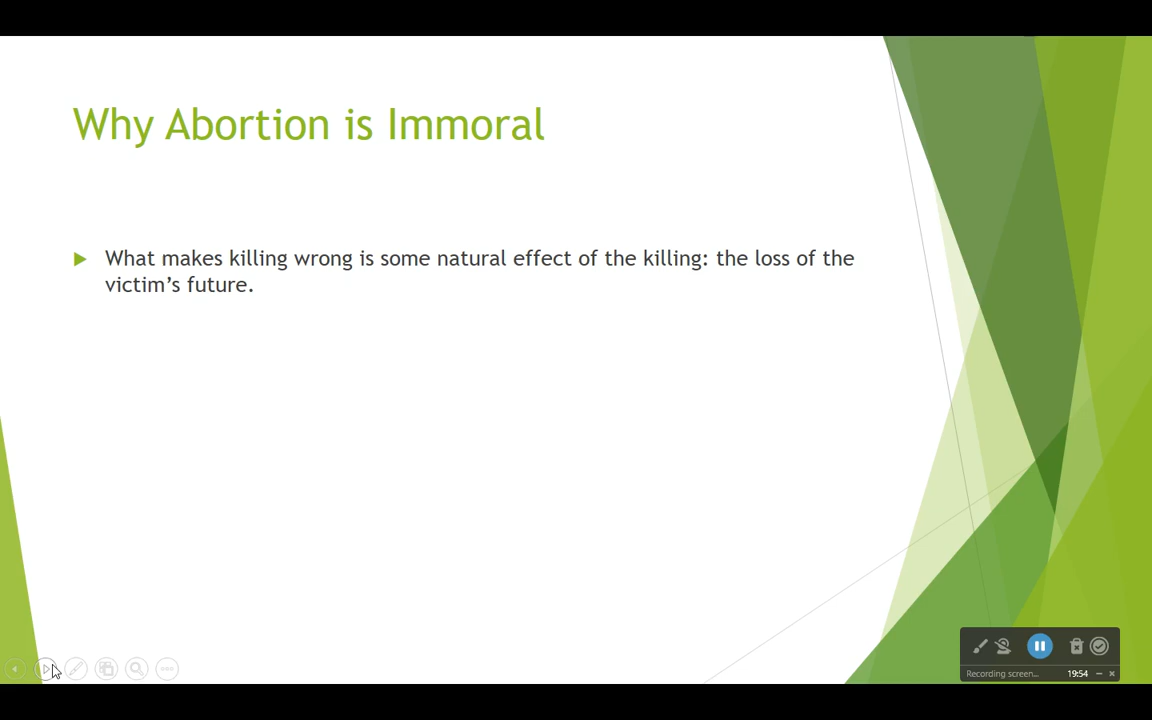 Why Abortion is Immoral
What makes killing wrong is some natural effect of the killing: the loss of the
victim’s future.
Recording screen... 19:54